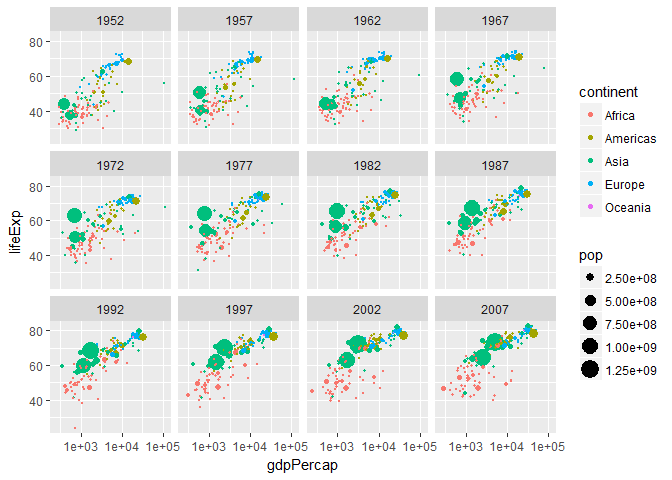 1952 1957 1962 1967
80
60
40
1972 1977 1982 1987
80
60
40
1992 1997 2002 2007
80
60
40
1e+03 1e+04 1e+05 1e+03 1e+04 1e+05 1e+03 1e+04 1e+05 1e+03 1e+04 1e+05
gdpPercap
lifeExp
continent
Africa
Americas
Asia
Europe
Oceania
pop
2.50e+08
5.00e+08
7.50e+08
1.00e+09
1.25e+09